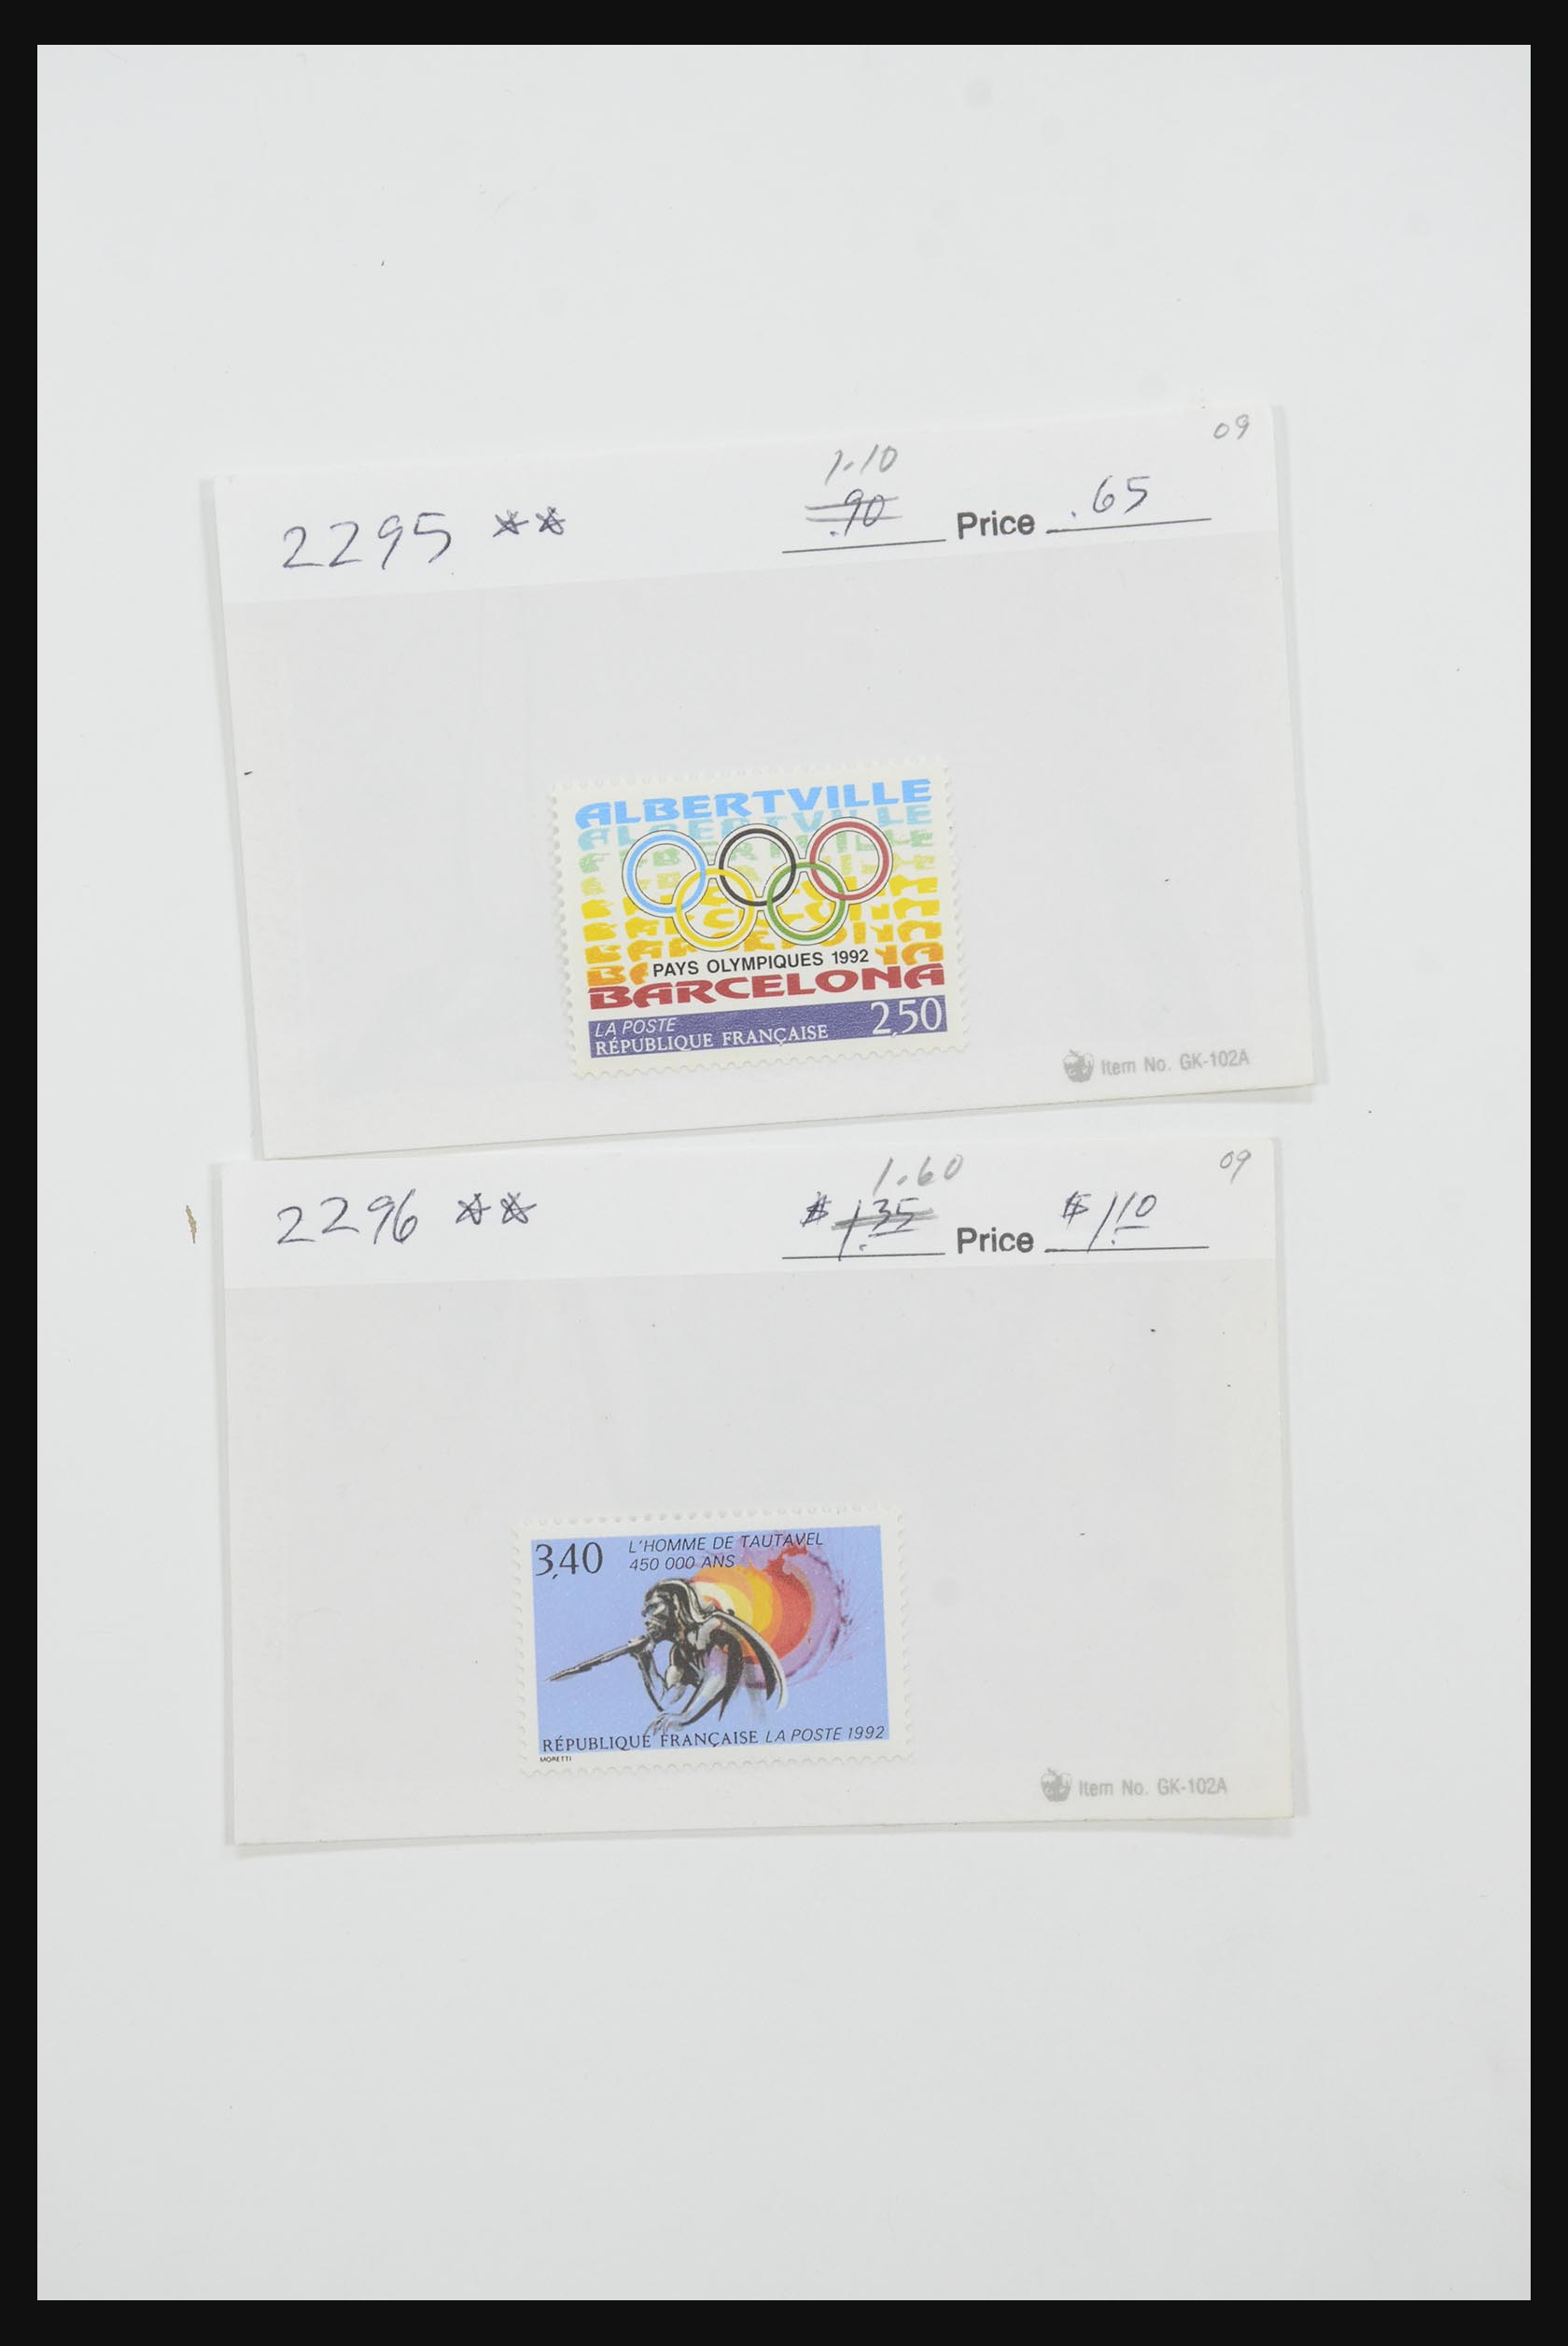 09
1.10
2295 ** .90 Price .65
ALBERTVILLE
ALBERTVILLE
BARCELONA
PAYS OLYMPIQUES 1992
BARCELONA
LA POSTE
RÉPUBLIQUE FRANÇAISE 2,50
Item No. GK-102A
09
1.60
2296 ** $1.35 Price $1.10
3,40 L'HOMME DE TAUTAVEL
450 000 ANS
RÉPUBLIQUE FRANÇAISE LA POSTE 1992
MORETTI
Item No. GK-102A